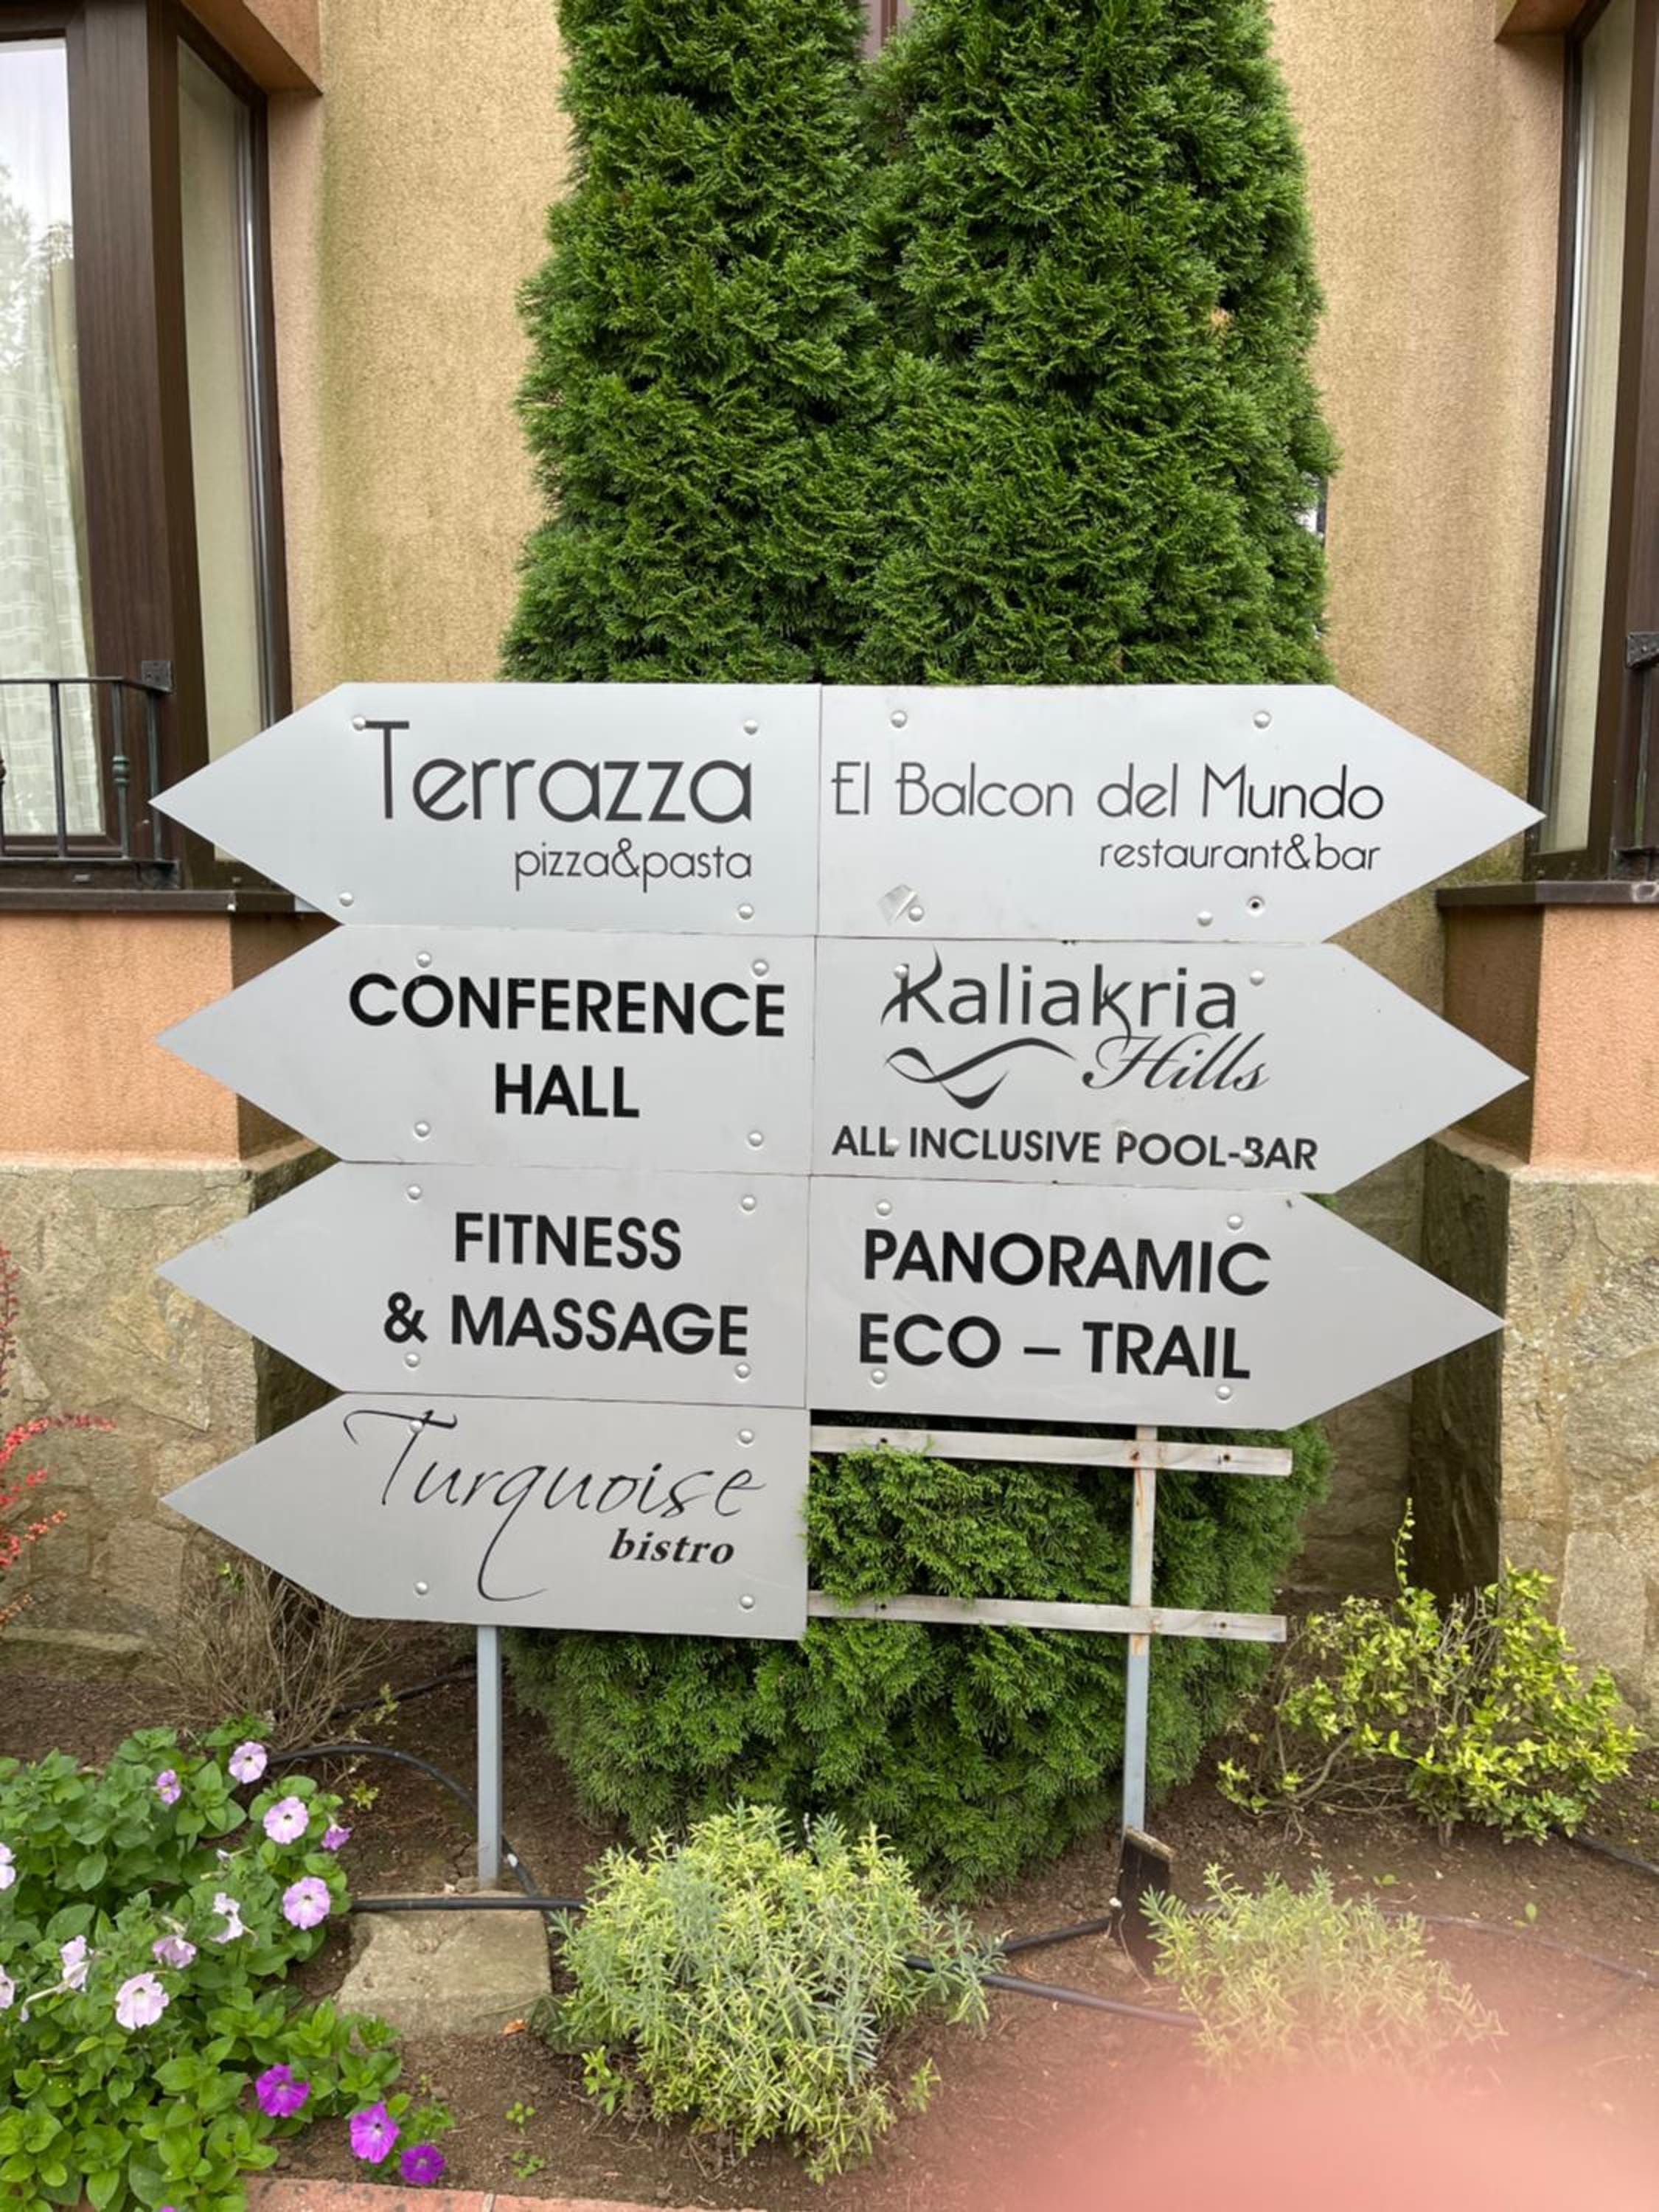 Terrazza
pizza&pasta
El Balcon del Mundo
restaurant&bar
CONFERENCE
HALL
Kaliakria
Hills
ALL INCLUSIVE POOL-BAR
FITNESS
& MASSAGE
PANORAMIC
ECO – TRAIL
Turquoise
bistro